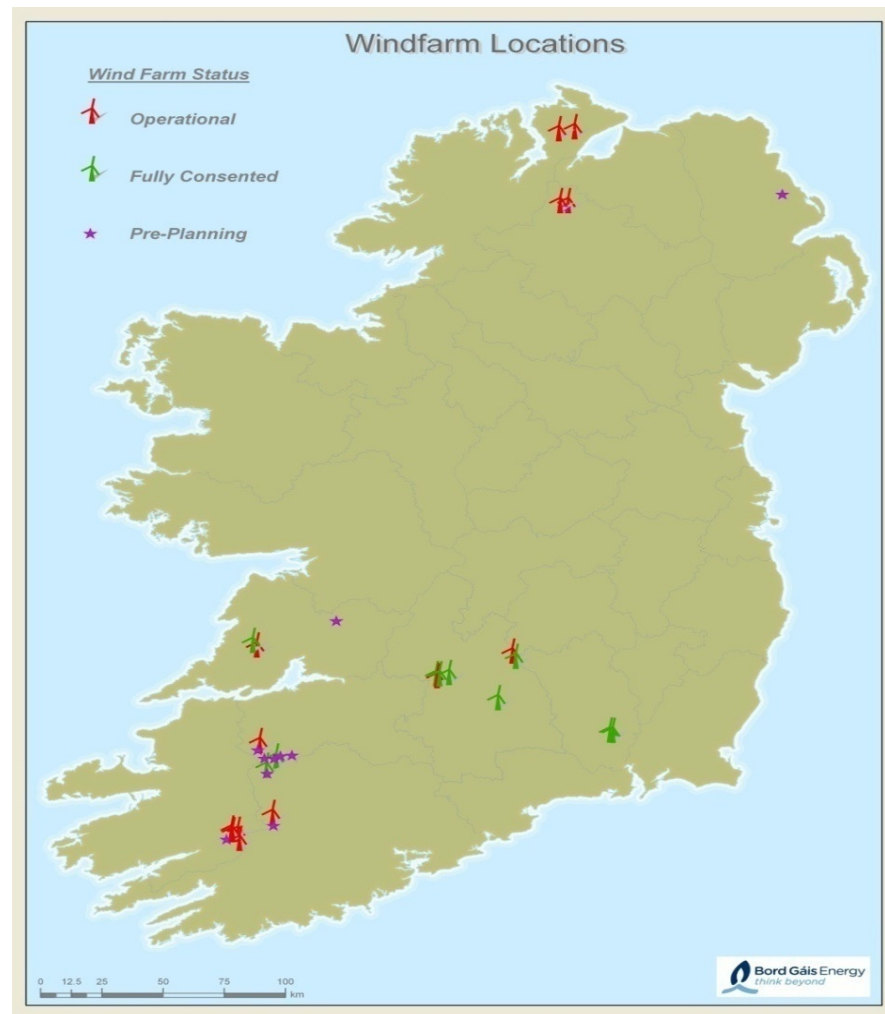 Windfarm Locations
Wind Farm Status
Operational
Fully Consented
Pre-Planning
0 12.5 25 50 75 100
km
Bord Gáis Energy
think beyond